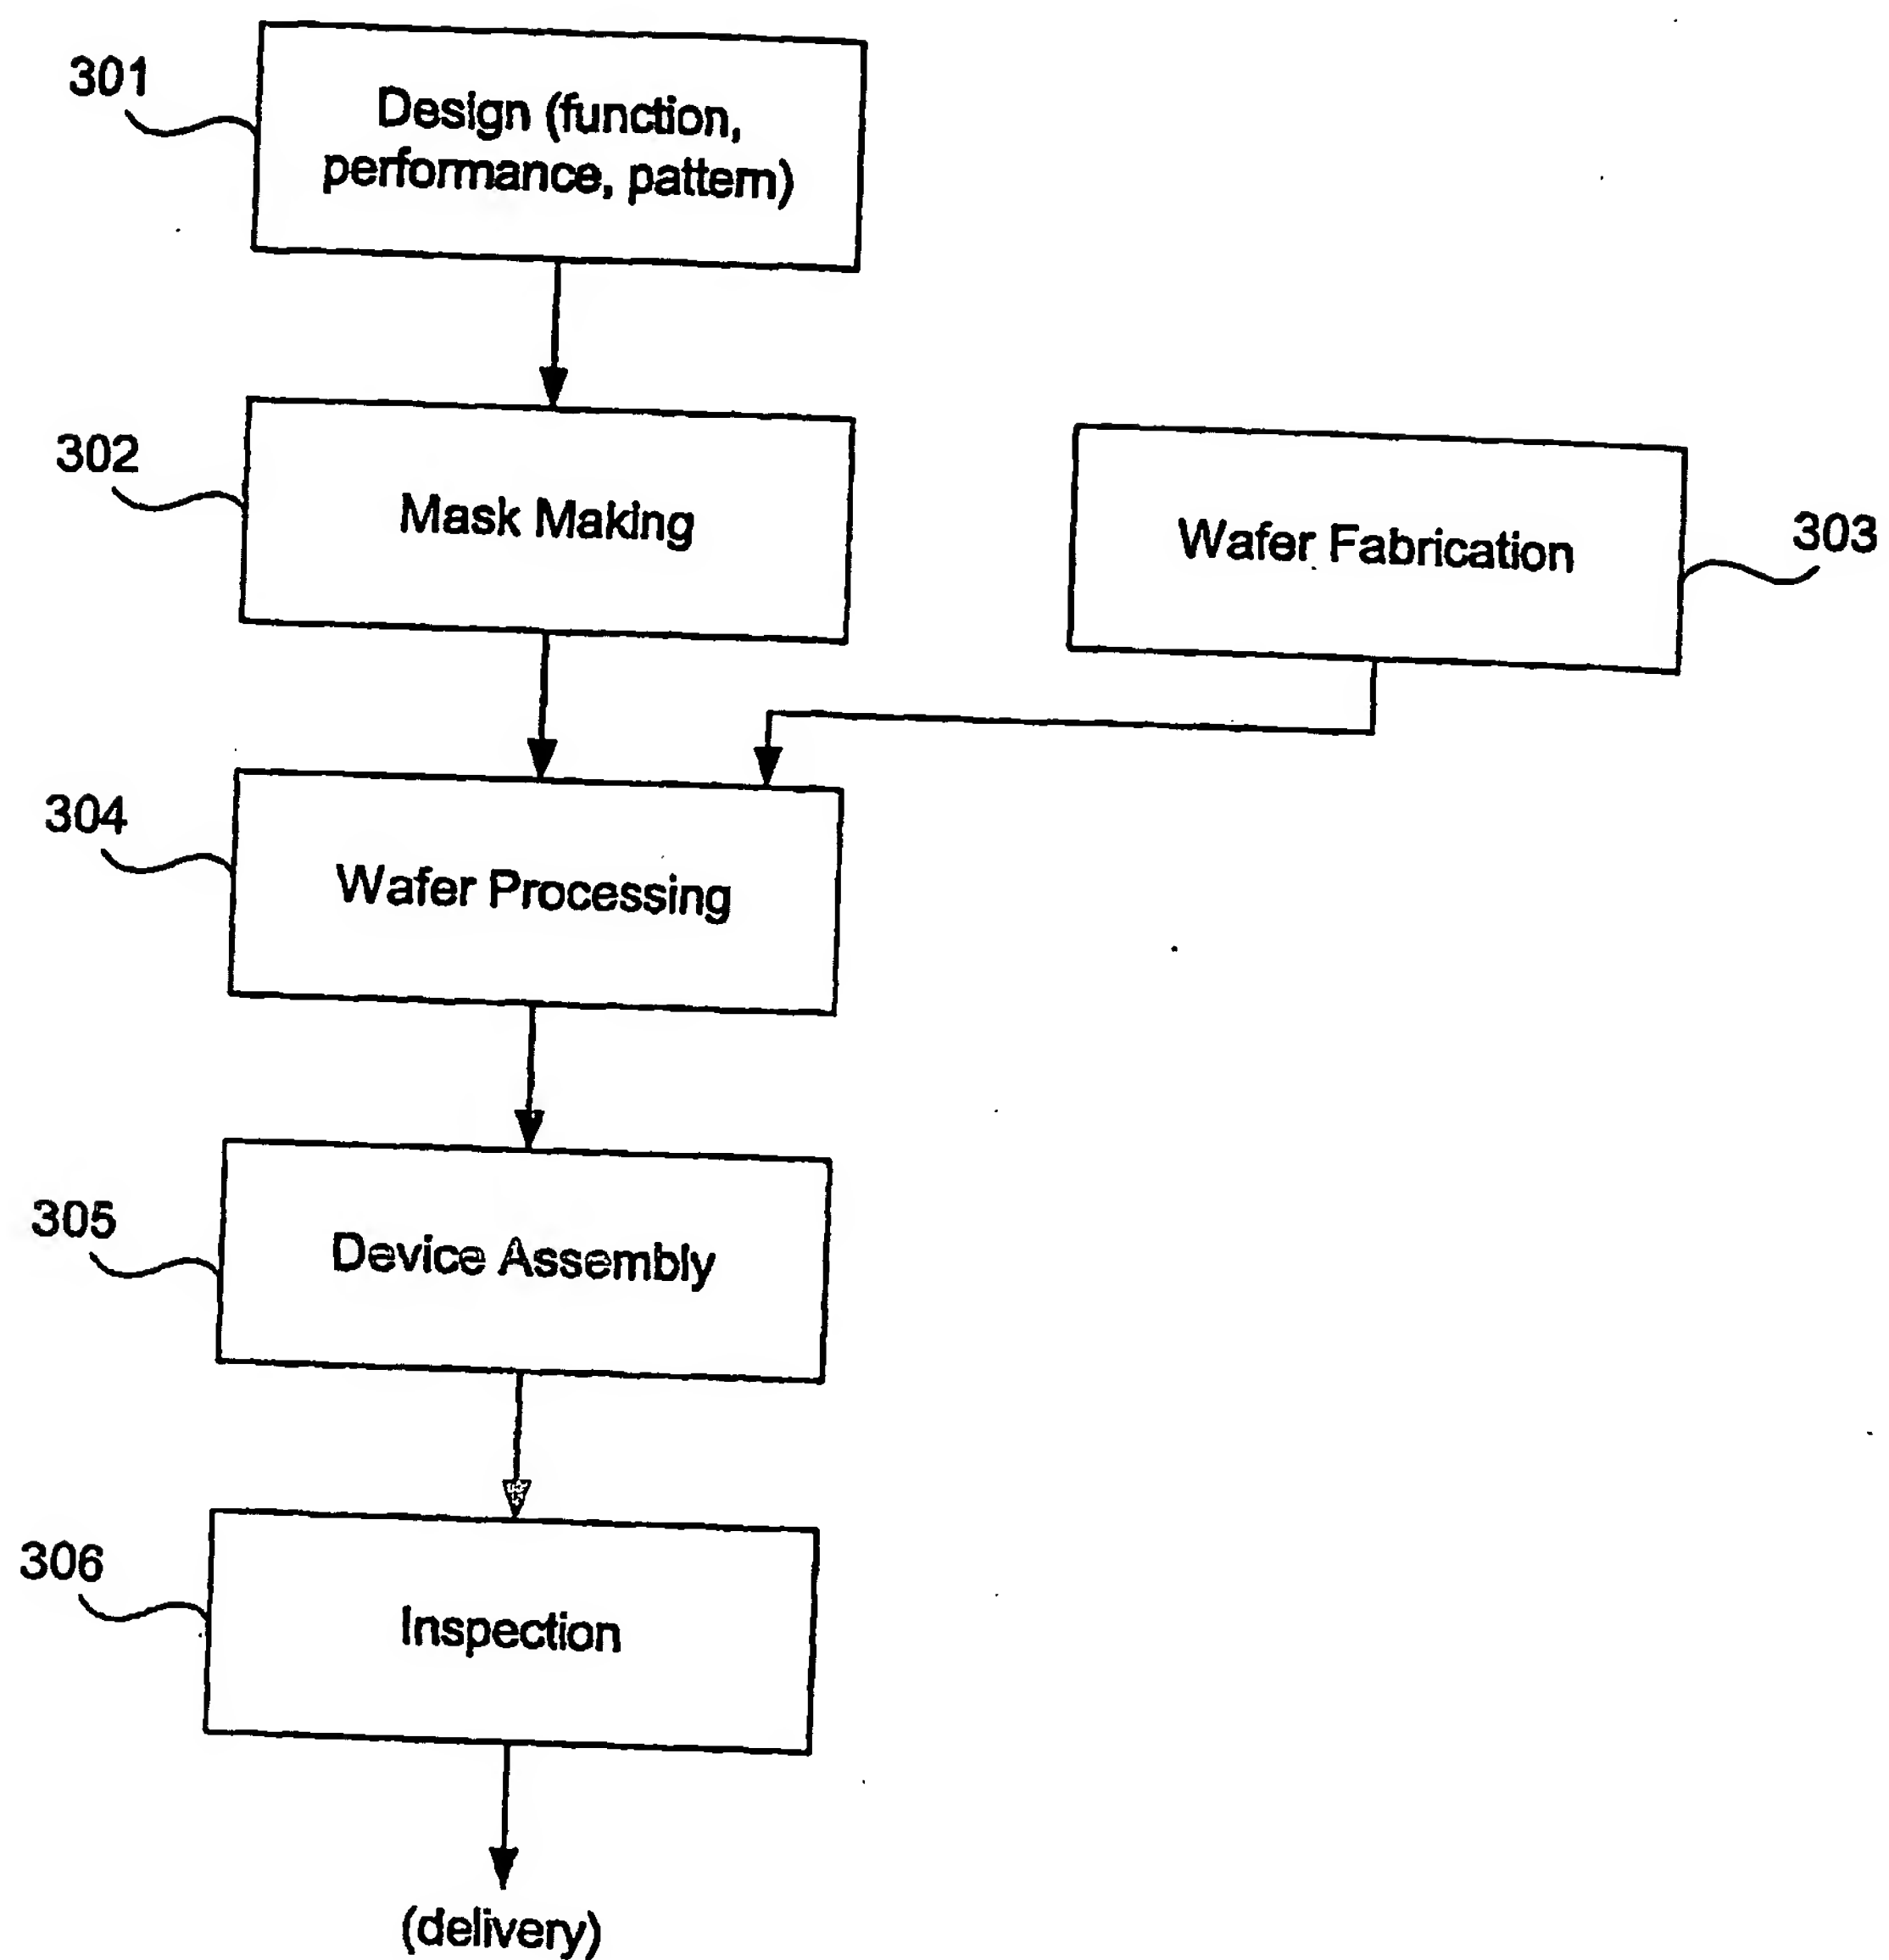 301
Design (function,
performance, pattern)
302
Mask Making
Wafer Fabrication
303
304
Wafer Processing
305
Device Assembly
306
Inspection
(delivery)